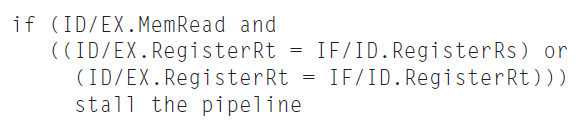 if (ID/EX.MemRead and
((ID/EX.RegisterRt = IF/ID.RegisterRs) or
(ID/EX.RegisterRt = IF/ID.RegisterRt)))
stall the pipeline